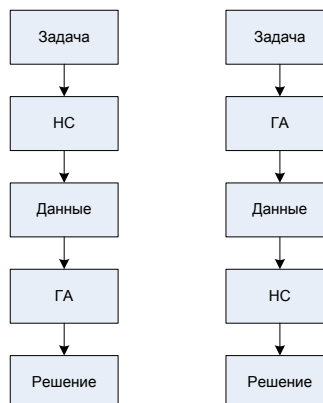 Задача
НС
Данные
ГА
Решение
Задача
ГА
Данные
НС
Решение